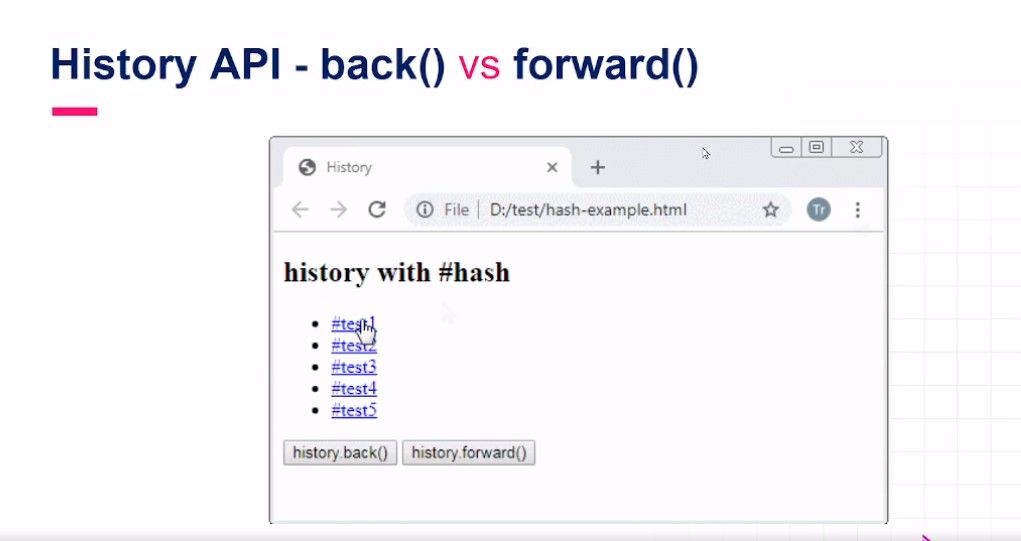 History API - back() vs forward()
History
File | D:/test/hash-example.html
Tr
history with #hash
#test1
#test2
#test3
#test4
#test5
history.back() history.forward()